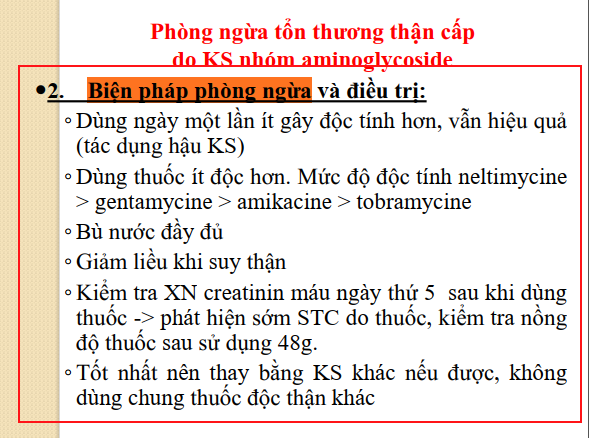 Phòng ngừa tổn thương thận cấp
do KS nhóm aminoglycoside
•2. Biện pháp phòng ngừa và điều trị:
◦Dùng ngày một lần ít gây độc tính hơn, vẫn hiệu quả
(tác dụng hậu KS)
◦Dùng thuốc ít độc hơn. Mức độ độc tính neltimycine
> gentamycine > amikacine > tobramycine
◦Bù nước đầy đủ
◦Giảm liều khi suy thận
◦Kiểm tra XN creatinin máu ngày thứ 5 sau khi dùng
thuốc -> phát hiện sớm STC do thuốc, kiểm tra nồng
độ thuốc sau sử dụng 48g.
◦Tốt nhất nên thay bằng KS khác nếu được, không
dùng chung thuốc độc thận khác